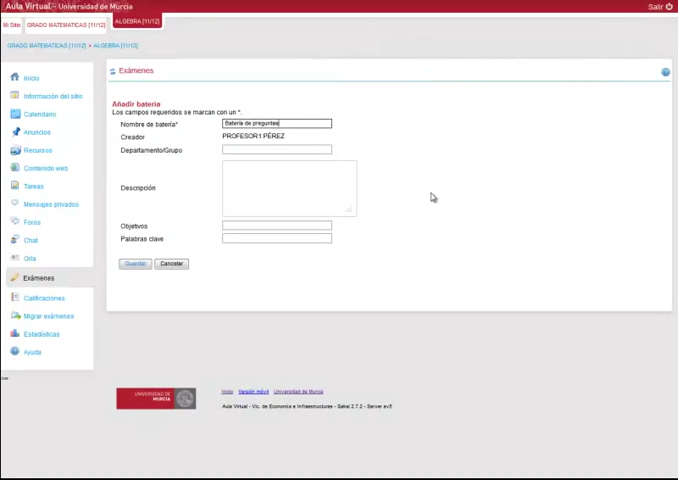 Aula Virtual - Universidad de Murcia
Salir
Mi Sitio
GRADO MATEMATICAS [11/12]
ALGEBRA [11/12]
GRADO MATEMATICAS [11/12] > ALGEBRA [11/12]
Inicio
Información del sitio
Calendario
Anuncios
Recursos
Contenido web
Tareas
Mensajes privados
Foros
Chat
Orla
Exámenes
Calificaciones
Migrar exámenes
Estadísticas
Ayuda
Exámenes
Añadir batería
Los campos requeridos se marcan con un *.
Nombre de batería* Batería de preguntas
Creador PROFESOR1 PÉREZ
Departamento/Grupo
Descripción
Objetivos
Palabras clave
Guardar Cancelar
UNIVERSIDAD DE
MURCIA
Inicio Versión móvil Universidad de Murcia
Aula Virtual - Vic. de Economía e Infraestructuras - Sakai 2.7.2 - Server av5